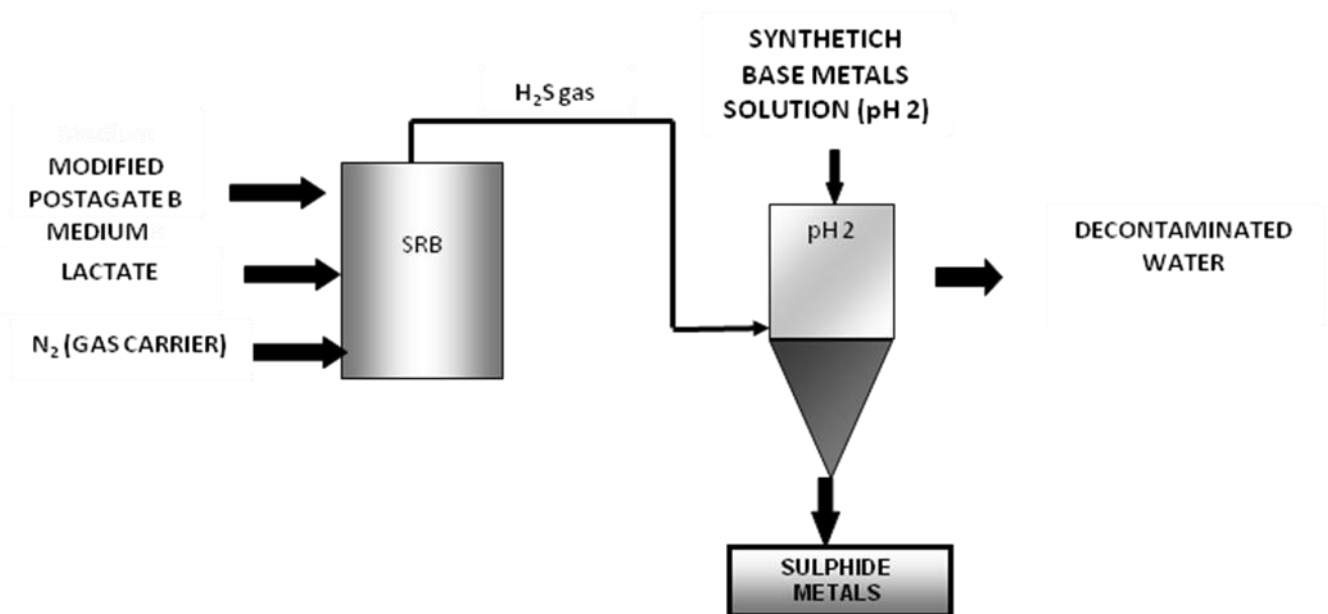 MODIFIED
POSTAGATE B
MEDIUM
LACTATE
N₂ (GAS CARRIER)
SRB
H₂S gas
SYNTHETICH
BASE METALS
SOLUTION (pH 2)
pH 2
DECONTAMINATED
WATER
SULPHIDE
METALS